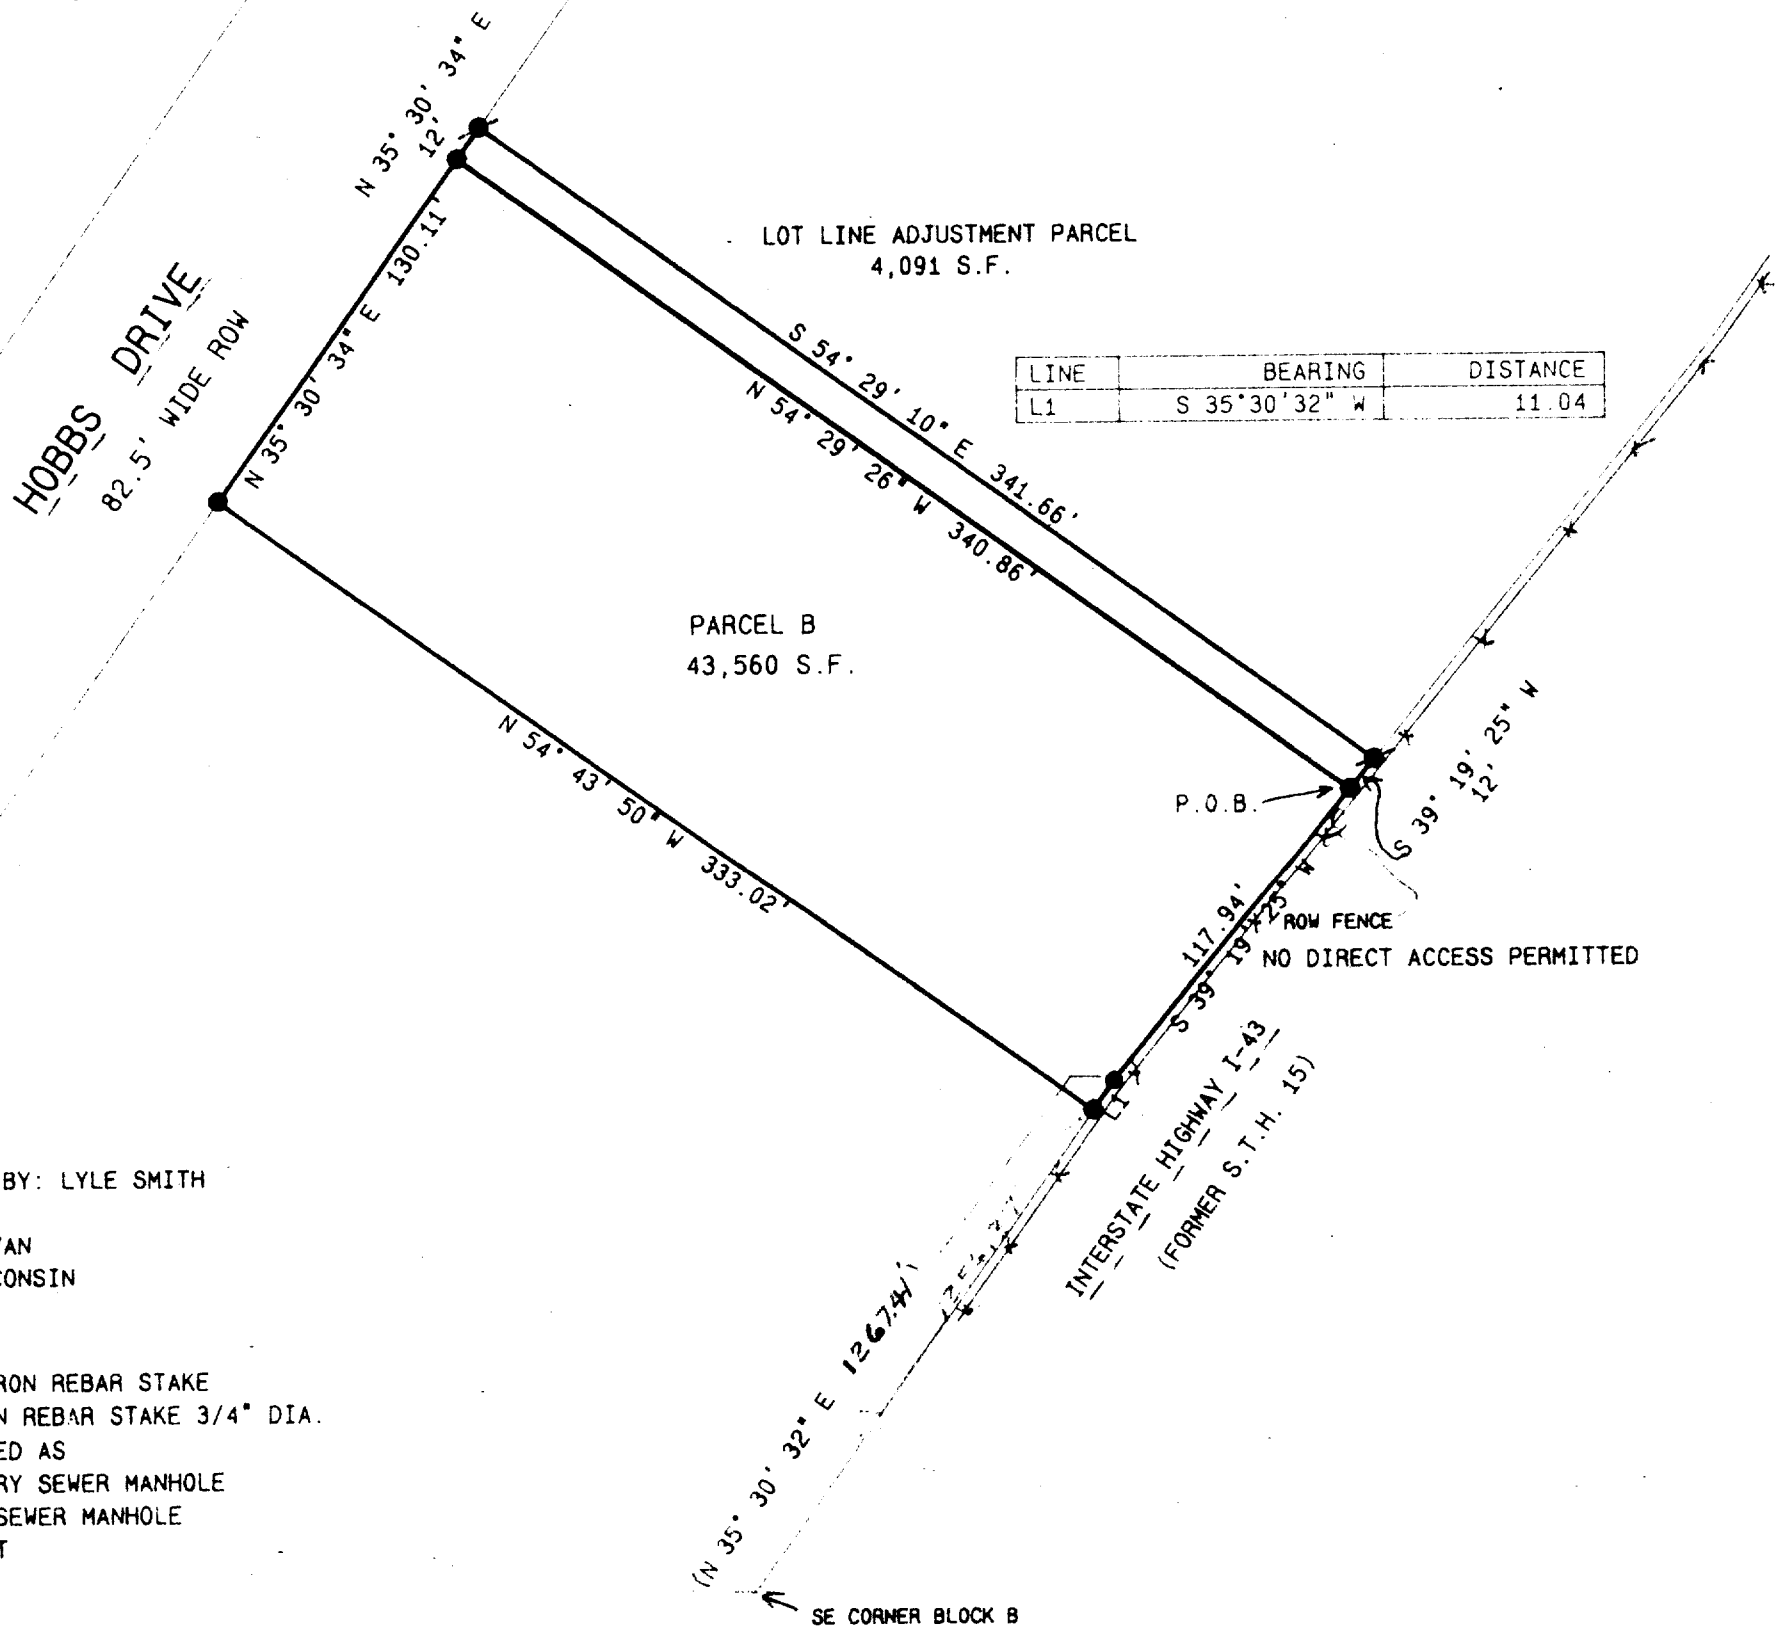 N 35° 30' 34" E
12'
LOT LINE ADJUSTMENT PARCEL
4,091 S.F.
HOBBS DRIVE
82.5' WIDE ROW
N 35° 30' 34" E 130.11'
S 54° 29' 10" E 341.66'
N 54° 29' 26" W 340.86'
LINE BEARING DISTANCE
L1 S 35°30'32" W 11.04
PARCEL B
43,560 S.F.
N 54° 43' 50" W 333.02'
P.O.B.
S 39° 19' 25" W
12'
117.94'
S 39° 19' 25" W
ROW FENCE
NO DIRECT ACCESS PERMITTED
L1
INTERSTATE HIGHWAY I-43
(FORMER S.T.H. 15)
(N 35° 30' 32" E 1267.41')
SE CORNER BLOCK B
BY: LYLE SMITH
CONSIN
RON REBAR STAKE
N REBAR STAKE 3/4" DIA.
ED AS
RY SEWER MANHOLE
SEWER MANHOLE